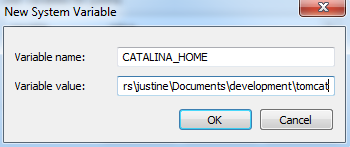 New System Variable
Variable name:
CATALINA_HOME
Variable value:
rs\justine\Documents\development\tomcat
OK
Cancel